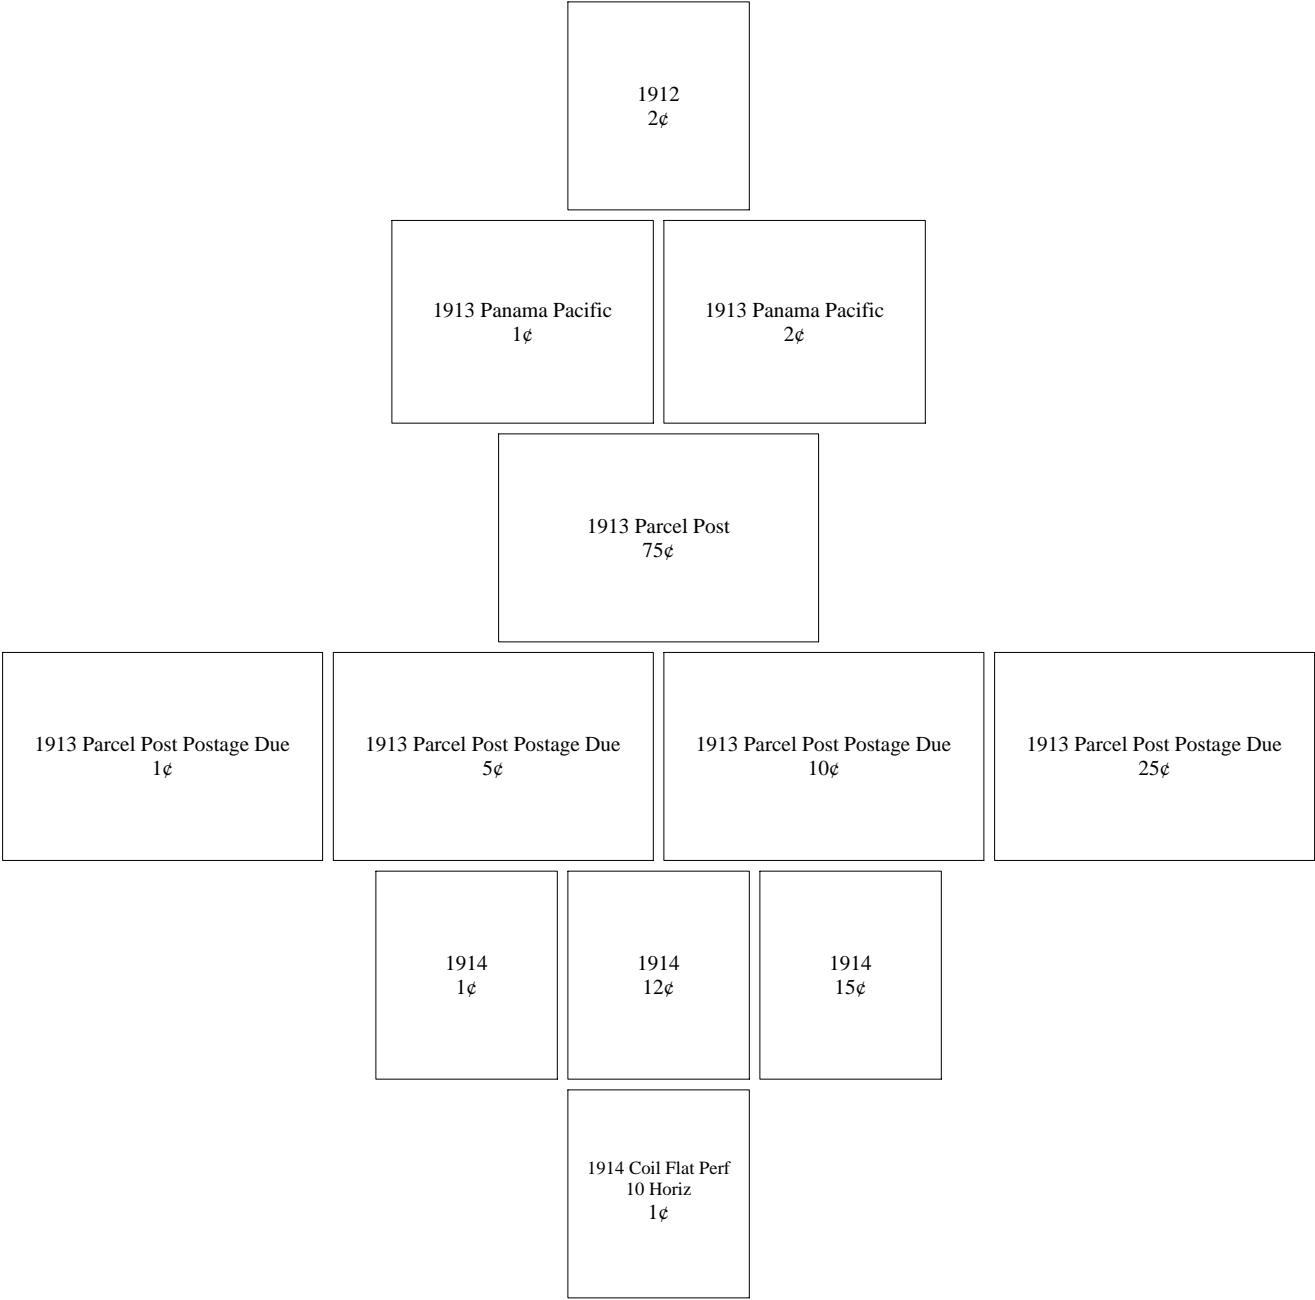 1912
2¢
1913 Panama Pacific
1¢
1913 Panama Pacific
2¢
1913 Parcel Post
75¢
1913 Parcel Post Postage Due
1¢
1913 Parcel Post Postage Due
5¢
1913 Parcel Post Postage Due
10¢
1913 Parcel Post Postage Due
25¢
1914
1¢
1914
12¢
1914
15¢
1914 Coil Flat Perf
10 Horiz
1¢